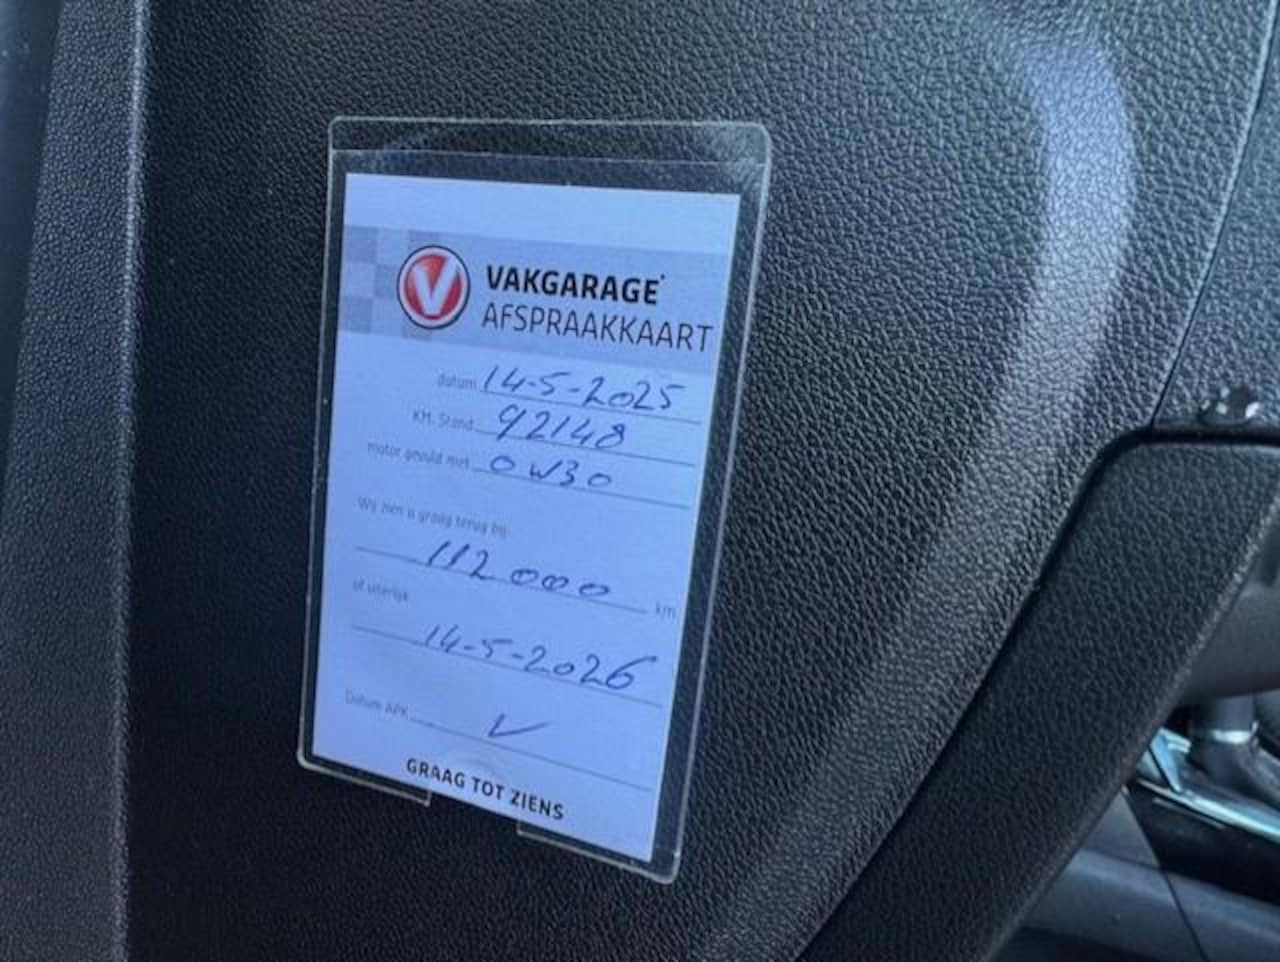 V VAKGARAGE
AFSPRAAKKAART
datum 14-5-2025
KM. Stand 92148
motor gevuld met 0W30
Wij zien u graag terug bij
112.000 km
of uiterlijk
14-5-2026
Datum APK V
GRAAG TOT ZIENS